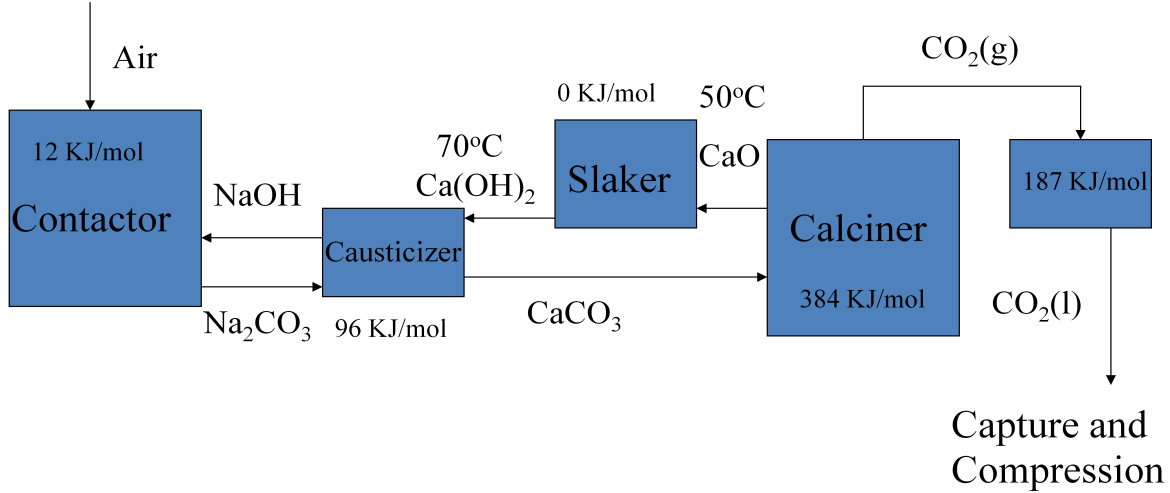 Air
12 KJ/mol
Contactor
NaOH
Na₂CO₃
70ºC
Ca(OH)₂
Causticizer
96 KJ/mol
0 KJ/mol
Slaker
50ºC
CaO
CaCO₃
Calciner
384 KJ/mol
CO₂(g)
187 KJ/mol
CO₂(l)
Capture and
Compression